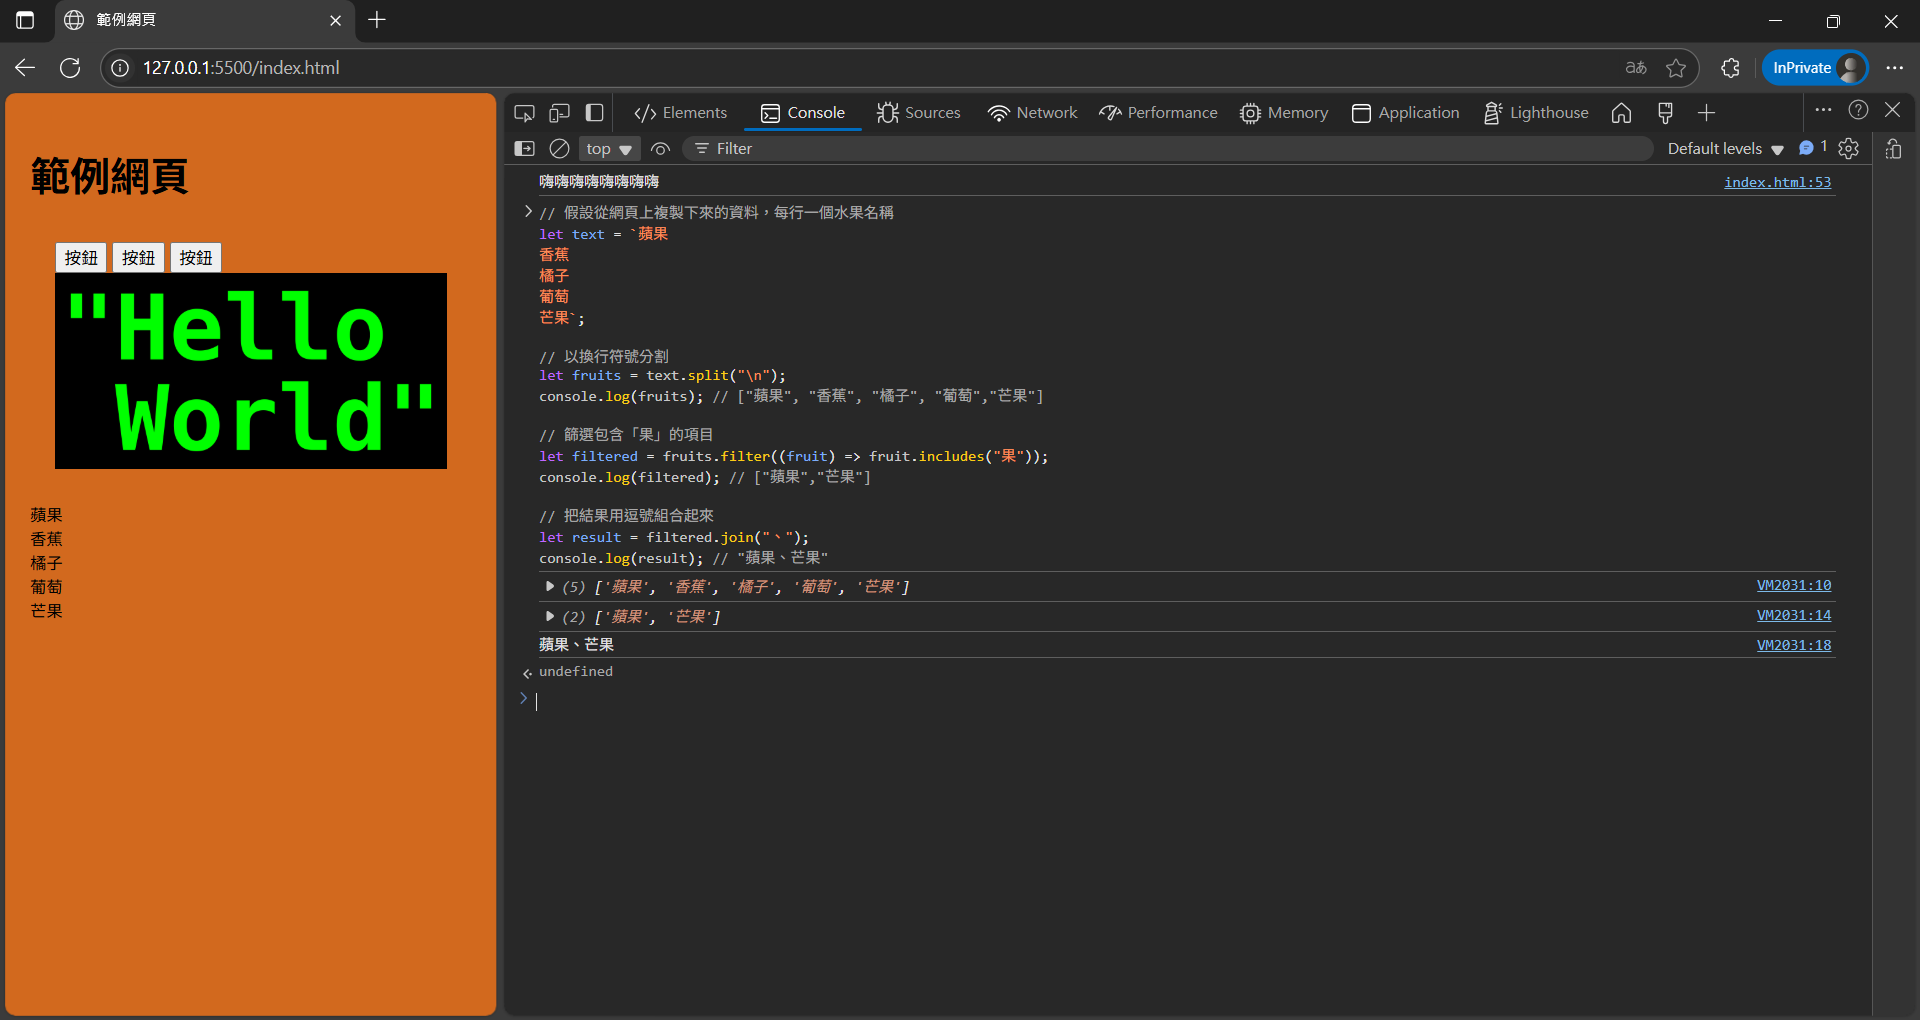 範例網頁
127.0.0.1:5500/index.html
aあ
InPrivate
範例網頁
按鈕 按鈕 按鈕
"Hello
World"
蘋果
香蕉
橘子
葡萄
芒果
Elements Console Sources Network Performance Memory Application Lighthouse
top Filter Default levels 1
嗨嗨嗨嗨嗨嗨嗨嗨 index.html:53
// 假設從網頁上複製下來的資料，每行一個水果名稱
let text = `蘋果
香蕉
橘子
葡萄
芒果`;
// 以換行符號分割
let fruits = text.split("\n");
console.log(fruits); // ["蘋果", "香蕉", "橘子", "葡萄","芒果"]
// 篩選包含「果」的項目
let filtered = fruits.filter((fruit) => fruit.includes("果"));
console.log(filtered); // ["蘋果","芒果"]
// 把結果用逗號組合起來
let result = filtered.join("、");
console.log(result); // "蘋果、芒果"
(5) ['蘋果', '香蕉', '橘子', '葡萄', '芒果'] VM2031:10
(2) ['蘋果', '芒果'] VM2031:14
蘋果、芒果 VM2031:18
undefined